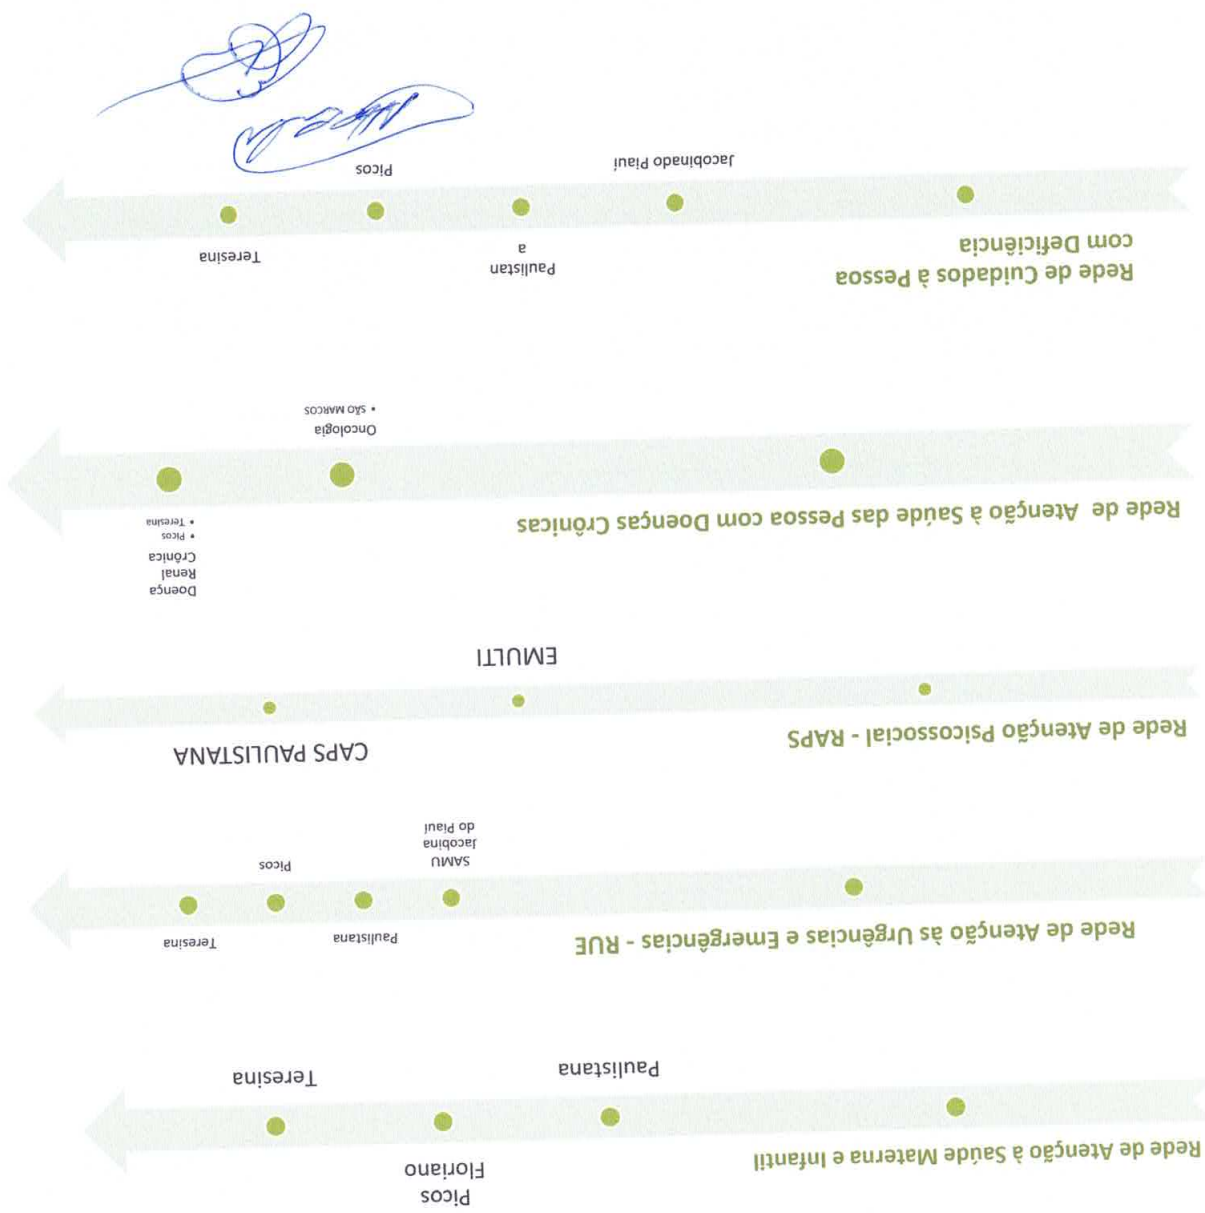 Rede de Atenção à Saúde Materna e Infantil
Picos
Floriano
Paulistana
Teresina
Rede de Atenção às Urgências e Emergências - RUE
Paulistana
Teresina
SAMU
Jacobina
do Piauí
Picos
Rede de Atenção Psicossocial - RAPS
CAPS PAULISTANA
EMULTI
Rede de Atenção à Saúde das Pessoa com Doenças Crônicas
Doença
Renal
Crônica
• Picos
• Teresina
Oncologia
• SÃO MARCOS
Rede de Cuidados à Pessoa
com Deficiência
Paulistan
a
Teresina
Jacobinado Piauí
Picos